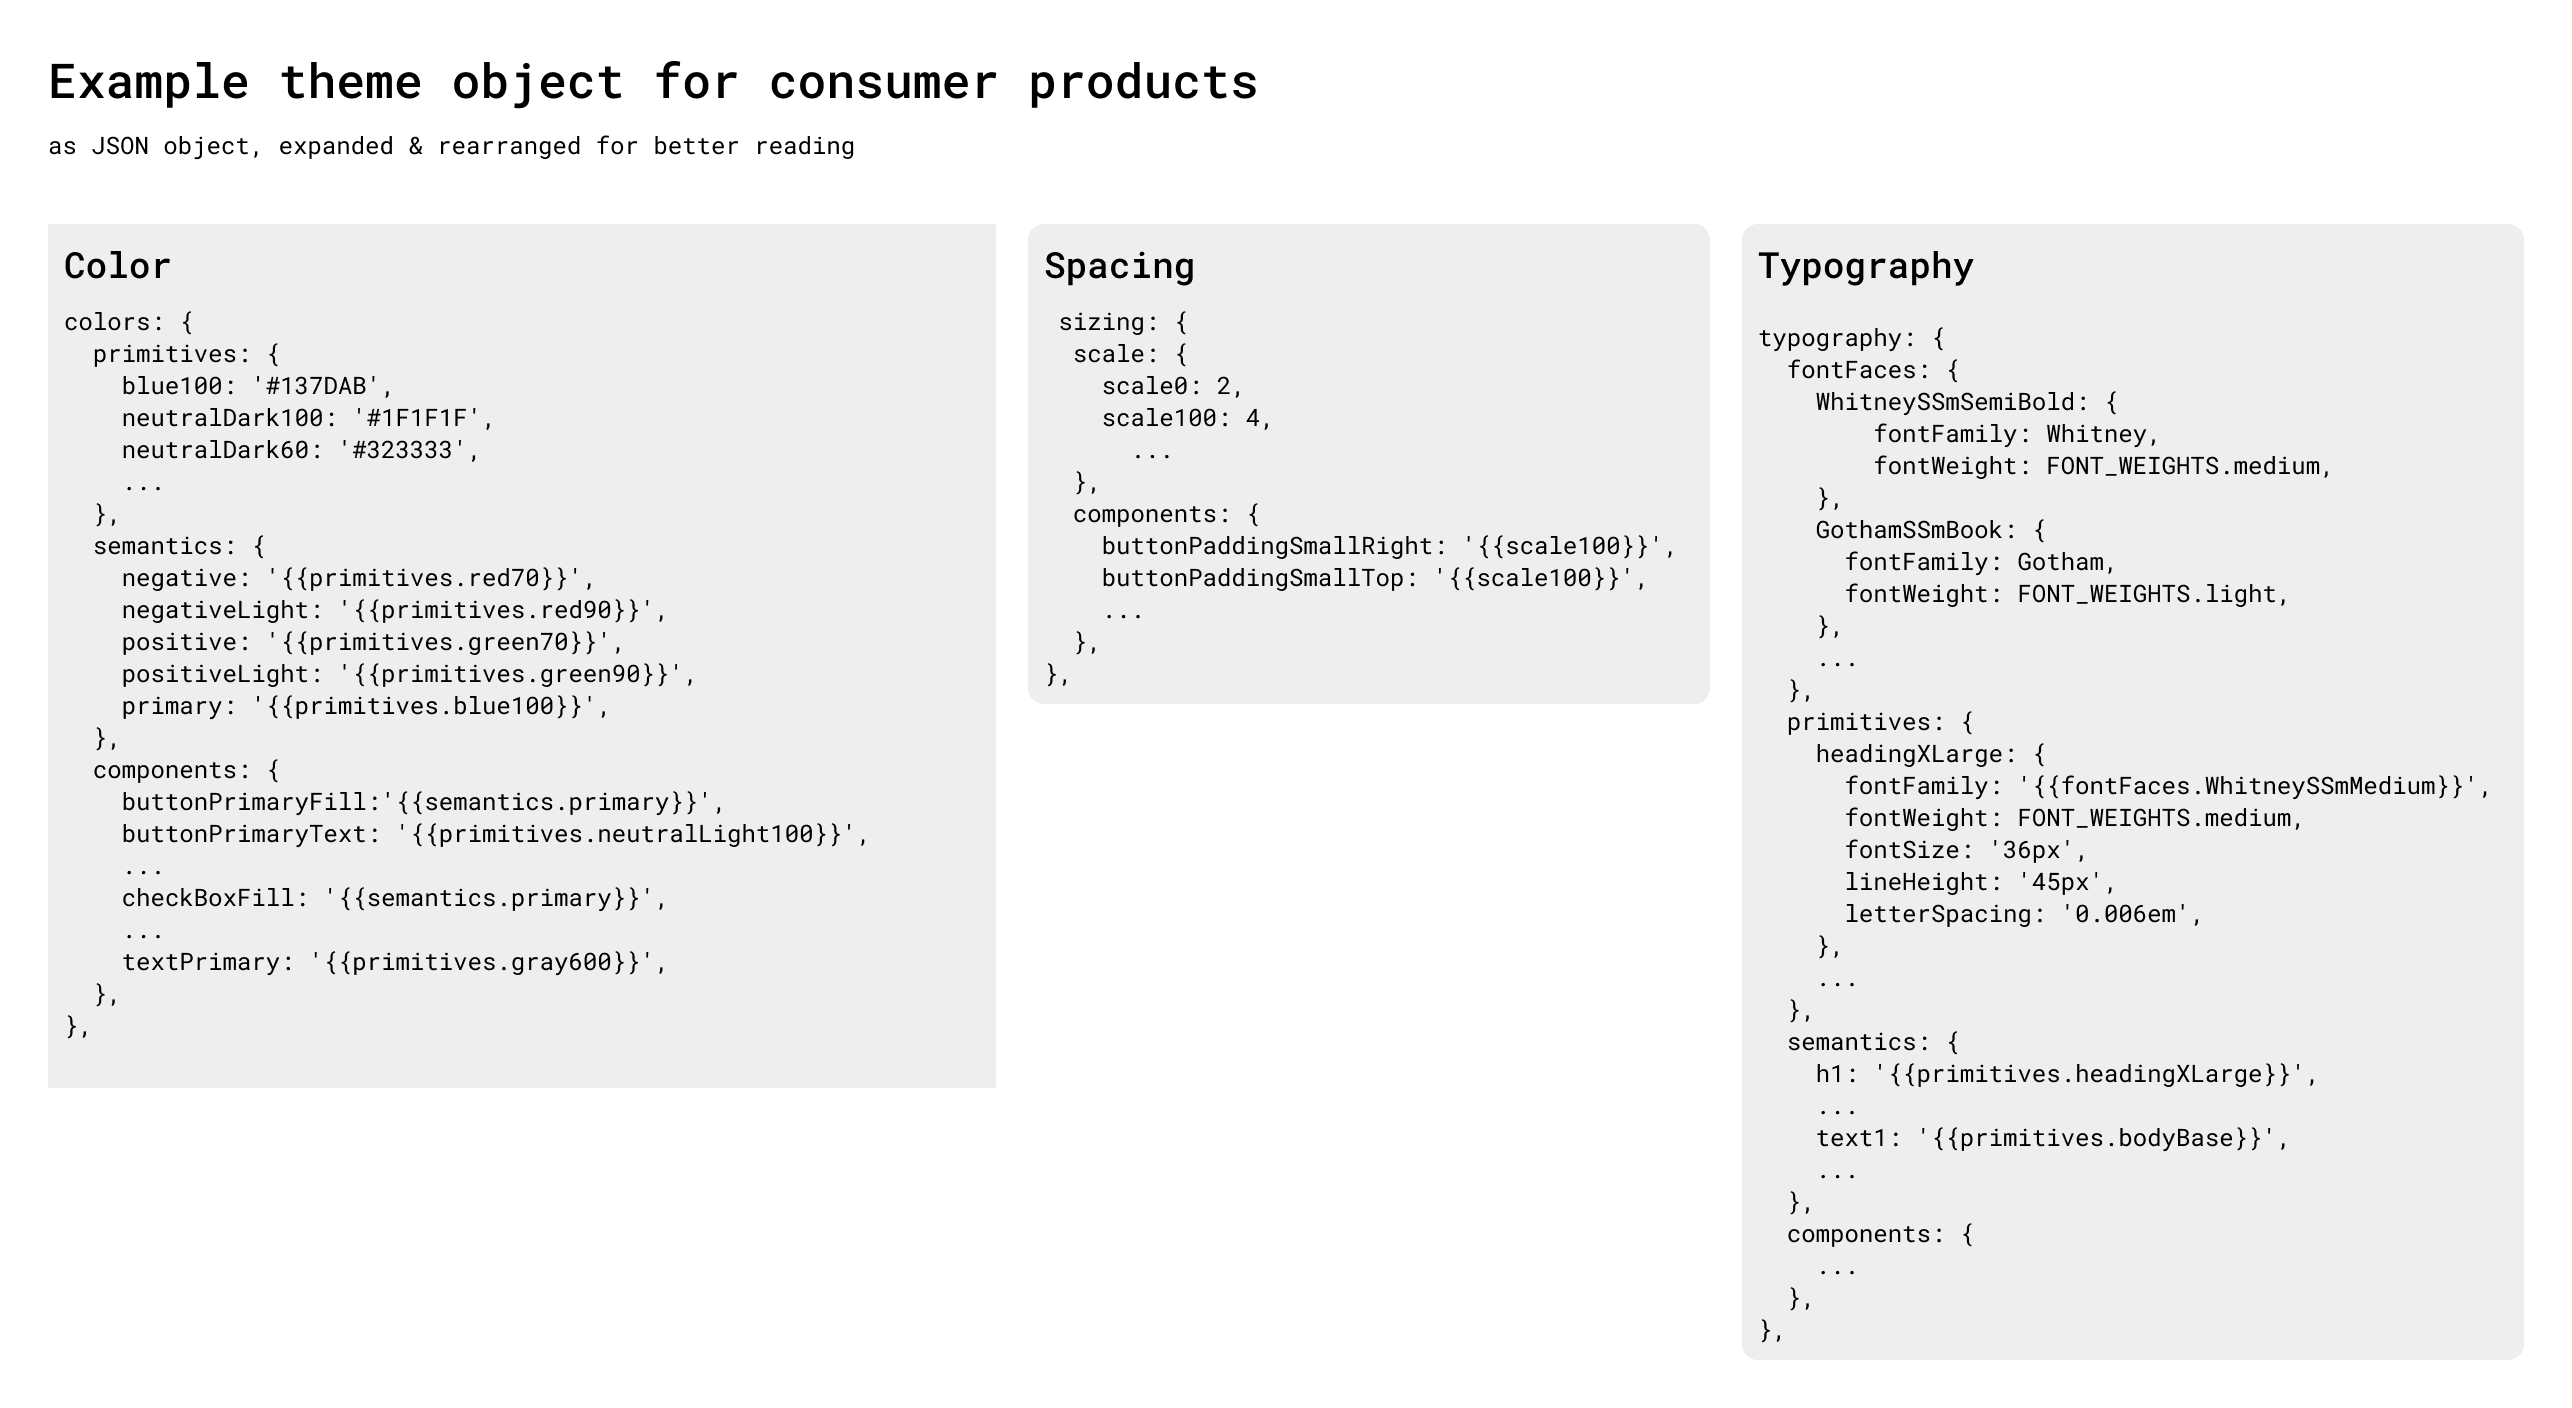 Example theme object for consumer products
as JSON object, expanded & rearranged for better reading
Color
colors: {
  primitives: {
    blue100: '#137DAB',
    neutralDark100: '#1F1F1F',
    neutralDark60: '#323333',
    ...
  },
  semantics: {
    negative: '{{primitives.red70}}',
    negativeLight: '{{primitives.red90}}',
    positive: '{{primitives.green70}}',
    positiveLight: '{{primitives.green90}}',
    primary: '{{primitives.blue100}}',
  },
  components: {
    buttonPrimaryFill:'{{semantics.primary}}',
    buttonPrimaryText: '{{primitives.neutralLight100}}',
    ...
    checkBoxFill: '{{semantics.primary}}',
    ...
    textPrimary: '{{primitives.gray600}}',
  },
},
Spacing
 sizing: {
  scale: {
    scale0: 2,
    scale100: 4,
      ...
  },
  components: {
    buttonPaddingSmallRight: '{{scale100}}',
    buttonPaddingSmallTop: '{{scale100}}',
    ...
  },
},
Typography
typography: {
  fontFaces: {
    WhitneySSmSemiBold: {
        fontFamily: Whitney,
        fontWeight: FONT_WEIGHTS.medium,
    },
    GothamSSmBook: {
      fontFamily: Gotham,
      fontWeight: FONT_WEIGHTS.light,
    },
    ...
  },
  primitives: {
    headingXLarge: {
      fontFamily: '{{fontFaces.WhitneySSmMedium}}',
      fontWeight: FONT_WEIGHTS.medium,
      fontSize: '36px',
      lineHeight: '45px',
      letterSpacing: '0.006em',
    },
    ...
  },
  semantics: {
    h1: '{{primitives.headingXLarge}}',
    ...
    text1: '{{primitives.bodyBase}}',
    ...
  },
  components: {
    ...
  },
},